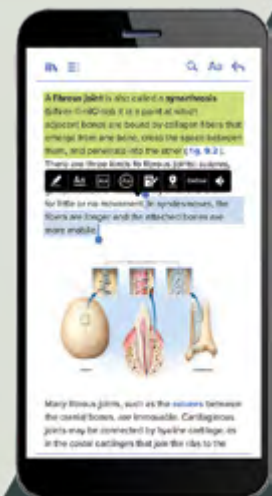 Aa
A fibrous joint is also called a synarthrosis
it is a point at which
adjacent bones are bound by collagen fibers that
emerge from one bone, cross the space between
them, and penetrate into the other (fig. 9.2).
There are three kinds fo fibrous joints: sutures,
for little or no movement. In syndesmoses, the
fibers are longer and the attached bones are
more mobile.
Many fibrous joints, such as the sutures between
the cranial bones, are immovable. Cartilaginous
joints may be connected by hyaline cartilage, as
in the costal cartilages that join the ribs to the